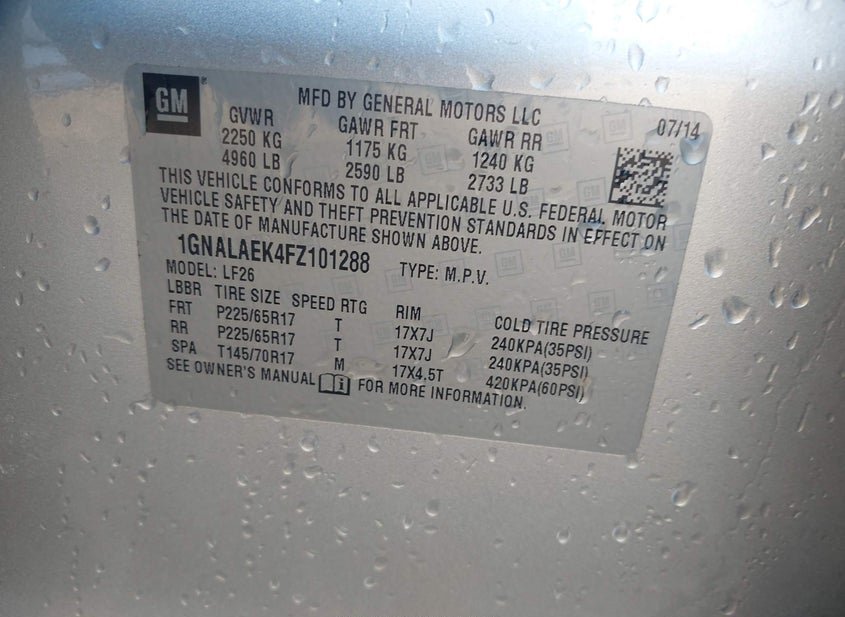 GM ® MFD BY GENERAL MOTORS LLC 07/14
GVWR GAWR FRT GAWR RR
2250 KG 1175 KG 1240 KG
4960 LB 2590 LB 2733 LB
THIS VEHICLE CONFORMS TO ALL APPLICABLE U.S. FEDERAL MOTOR
VEHICLE SAFETY AND THEFT PREVENTION STANDARDS IN EFFECT ON
THE DATE OF MANUFACTURE SHOWN ABOVE.
1GNALAEK4FZ101288 TYPE: M.P.V.
MODEL: LF26
LBBR TIRE SIZE SPEED RTG RIM COLD TIRE PRESSURE
FRT P225/65R17 T 17X7J 240KPA(35PSI)
RR P225/65R17 T 17X7J 240KPA(35PSI)
SPA T145/70R17 M 17X4.5T 420KPA(60PSI)
SEE OWNER'S MANUAL i FOR MORE INFORMATION.